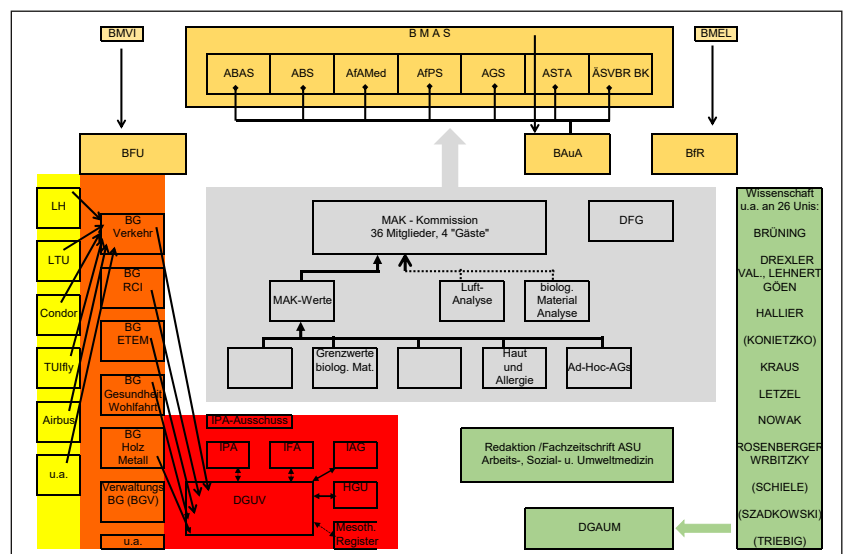 BMVI
B M A S
BMEL
ABAS
ABS
AfAMed
AfPS
AGS
ASTA
ÄSVBR BK
BFU
BAuA
BfR
LH
LTU
Condor
TUIfly
Airbus
u.a.
BG
Verkehr
BG
RCI
BG
ETEM
BG
Gesundheit
Wohlfahrt
BG
Holz
Metall
Verwaltungs
BG (BGV)
u.a.
MAK - Kommission
36 Mitglieder, 4 "Gäste"
DFG
MAK-Werte
Luft-
Analyse
biolog.
Material
Analyse
Grenzwerte
biolog. Mat.
Haut
und
Allergie
Ad-Hoc-AGs
IPA-Ausschuss
IPA
IFA
IAG
DGUV
HGU
Mesoth.
Register
Redaktion /Fachzeitschrift ASU
Arbeits-, Sozial- u. Umweltmedizin
DGAUM
Wissenschaft
u.a. an 26 Unis:
BRÜNING
DREXLER
VAL., LEHNERT
GÖEN
HALLIER
(KONIETZKO)
KRAUS
LETZEL
NOWAK
ROSENBERGER
WRBITZKY
(SCHIELE)
(SZADKOWSKI)
(TRIEBIG)